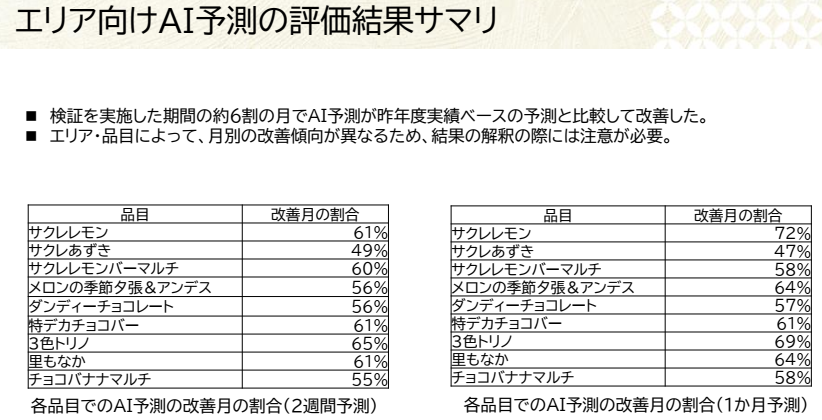 エリア向けAI予測の評価結果サマリ
■ 検証を実施した期間の約6割の月でAI予測が昨年度実績ベースの予測と比較して改善した。
■ エリア・品目によって、月別の改善傾向が異なるため、結果の解釈の際には注意が必要。
品目 改善月の割合
サクレレモン 61%
サクレあずき 49%
サクレレモンバーマルチ 60%
メロンの季節夕張＆アンデス 56%
ダンディーチョコレート 56%
特デカチョコバー 61%
3色トリノ 65%
里もなか 61%
チョコバナナマルチ 55%
各品目でのAI予測の改善月の割合(2週間予測)
品目 改善月の割合
サクレレモン 72%
サクレあずき 47%
サクレレモンバーマルチ 58%
メロンの季節夕張＆アンデス 64%
ダンディーチョコレート 57%
特デカチョコバー 61%
3色トリノ 69%
里もなか 64%
チョコバナナマルチ 58%
各品目でのAI予測の改善月の割合(1か月予測)